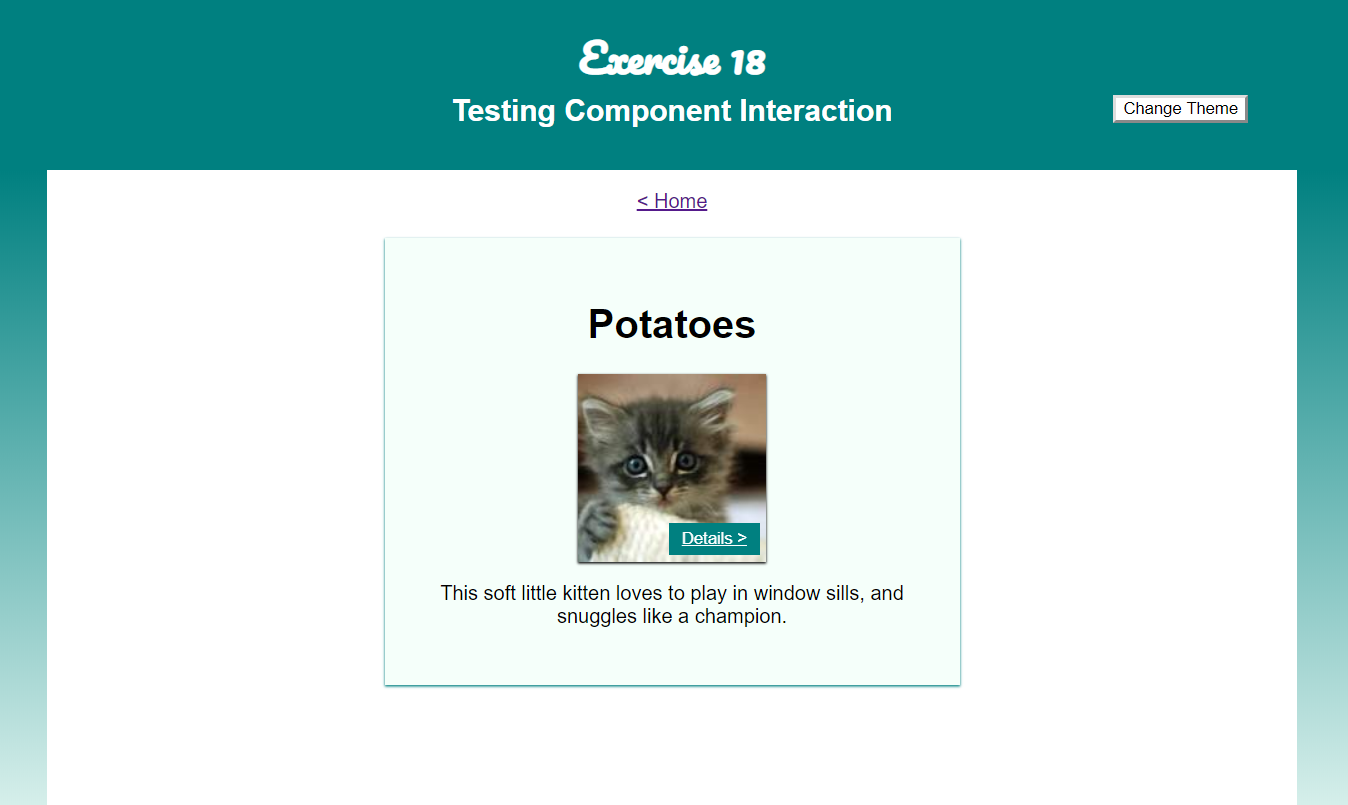 Exercise 18
Testing Component Interaction
Change Theme
< Home
Potatoes
Details >
This soft little kitten loves to play in window sills, and
snuggles like a champion.